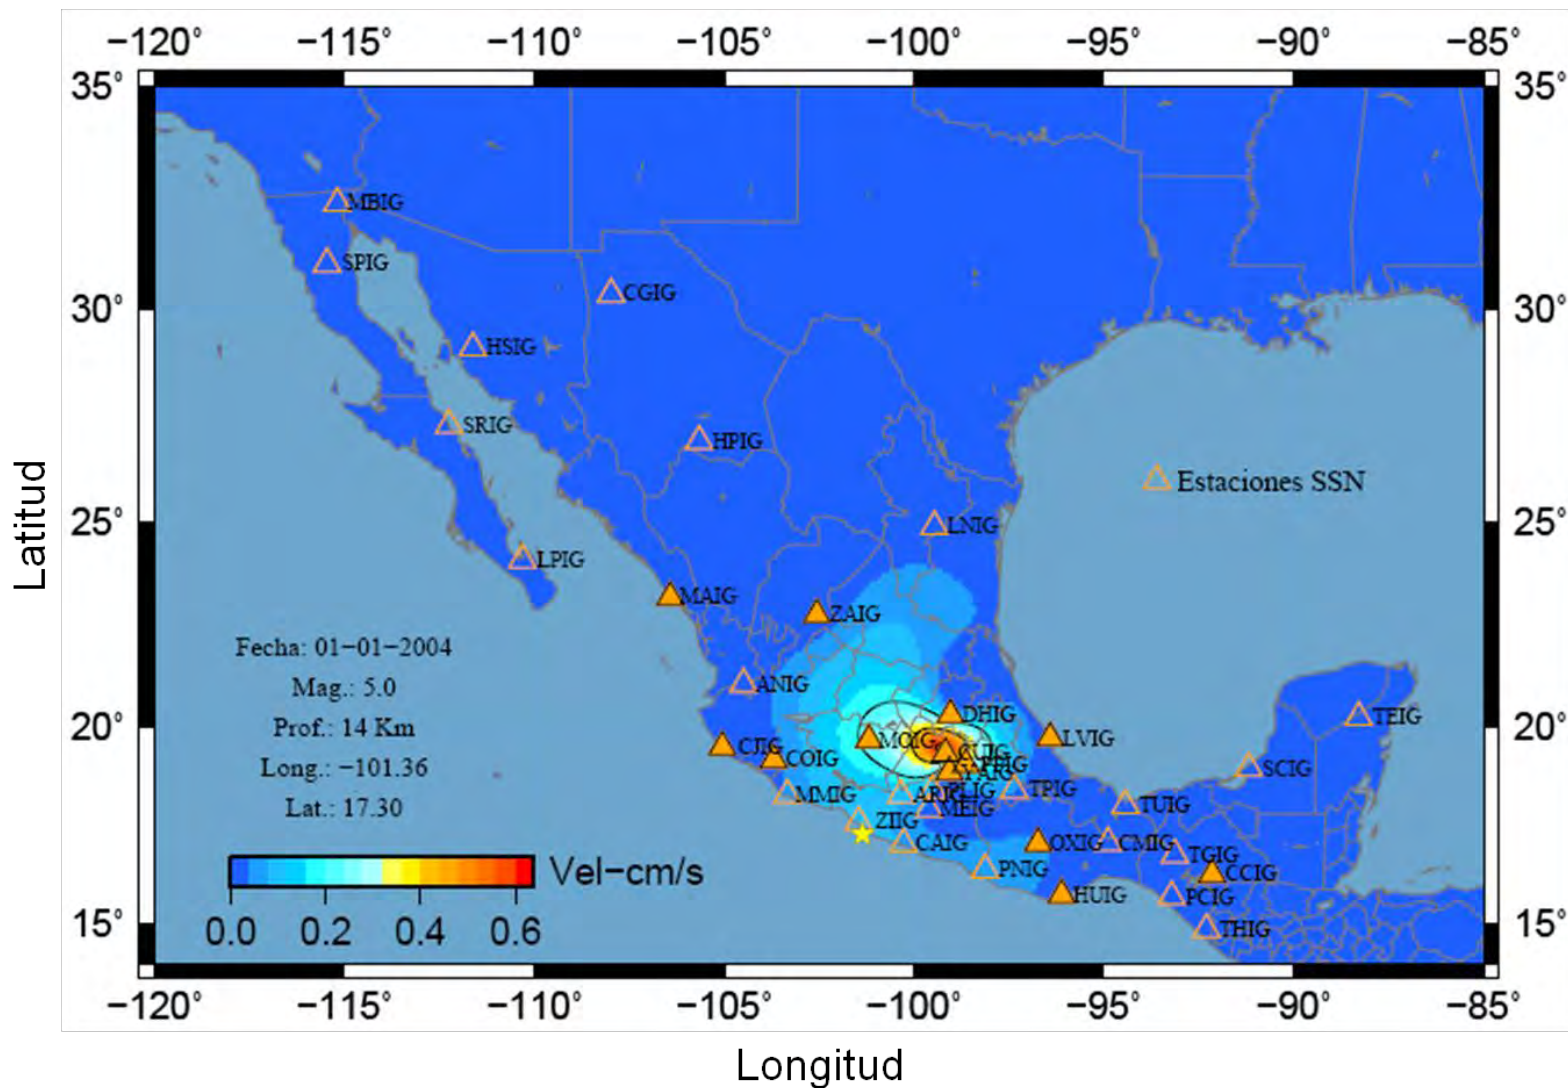 −120° −115° −110° −105° −100° −95° −90° −85°
35° 35°
MBIG
SPIG
CGIG
30° 30°
HSIG
SRIG
HPIG
Estaciones SSN
25° LNIG 25°
LPIG
MAIG
ZAIG
Fecha: 01−01−2004
Mag.: 5.0
Prof.: 14 Km
Long.: −101.36
Lat.: 17.30
ANIG
DHIG
TEIG
20° 20°
MOIG
CUIG
LVIG
CJIG
COIG
SCIG
MMIG
PLIG
TPIG
MEIG
TUIG
ZIIG
CAIG
OXIG
CMIG
TGIG
CCIG
PNIG
HUIG
PCIG
THIG
Vel−cm/s
0.0 0.2 0.4 0.6
15° 15°
−120° −115° −110° −105° −100° −95° −90° −85°
Latitud
Longitud